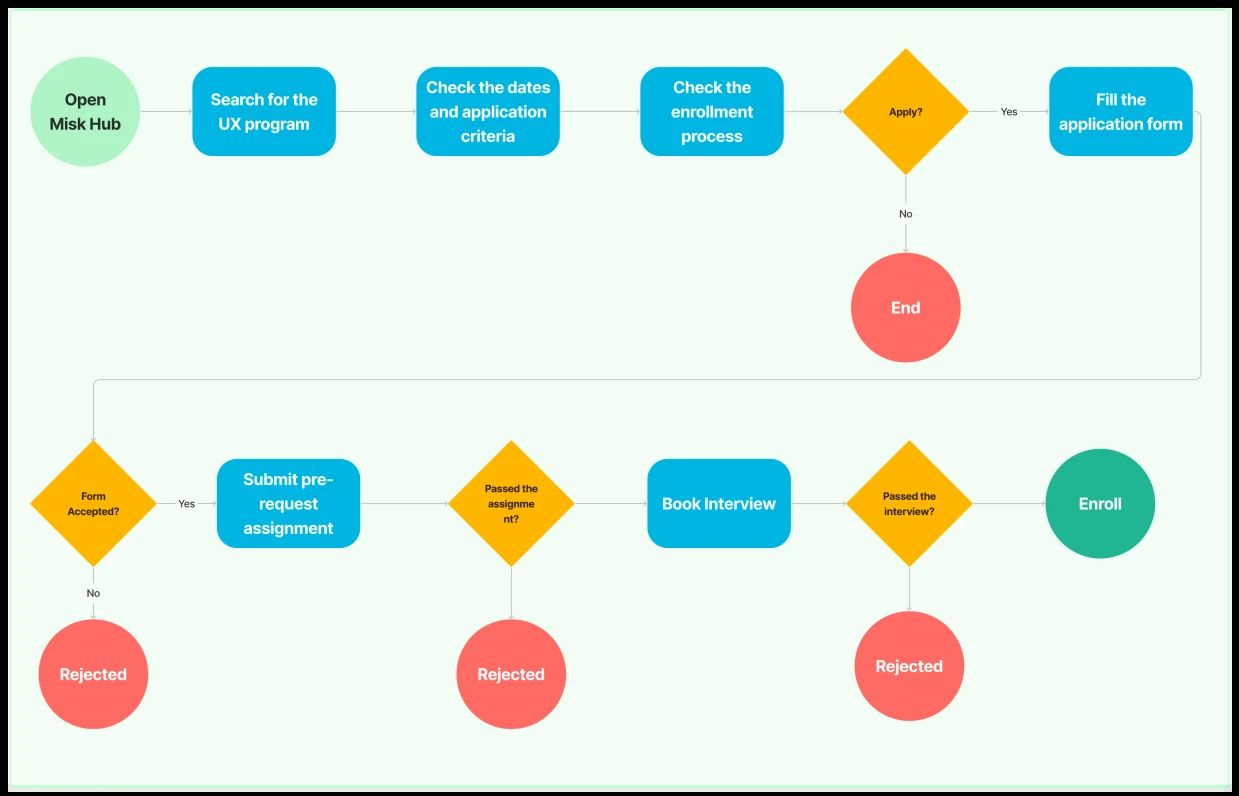 Open
Misk Hub
Search for the
UX program
Check the dates
and application
criteria
Check the
enrollment
process
Apply?
Yes
Fill the
application form
No
End
Form
Accepted?
Yes
Submit pre-
request
assignment
Passed the
assignme
nt?
Book Interview
Passed the
interview?
Enroll
No
Rejected
Rejected
Rejected